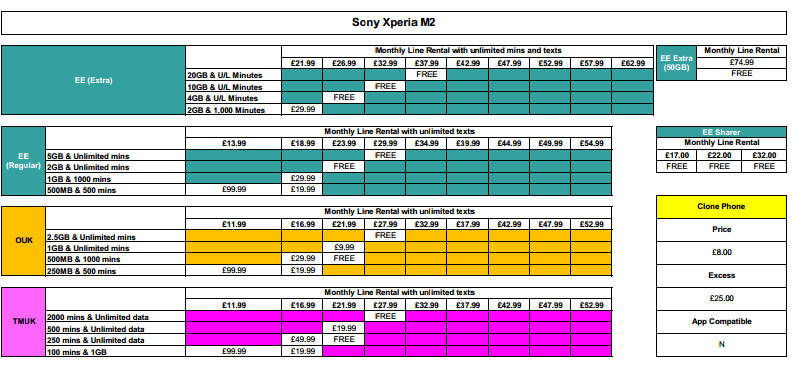 Sony Xperia M2
EE (Extra)
Monthly Line Rental with unlimited mins and texts
£21.99 £26.99 £32.99 £37.99 £42.99 £47.99 £52.99 £57.99 £62.99
20GB & U/L Minutes FREE
10GB & U/L Minutes FREE
4GB & U/L Minutes FREE
2GB & 1,000 Minutes £29.99
EE Extra (50GB)
Monthly Line Rental
£74.99
FREE
EE (Regular)
Monthly Line Rental with unlimited texts
£13.99 £18.99 £23.99 £29.99 £34.99 £39.99 £44.99 £49.99 £54.99
5GB & Unlimited mins FREE
2GB & Unlimited mins FREE
1GB & 1000 mins £29.99
500MB & 500 mins £99.99 £19.99
EE Sharer
Monthly Line Rental
£17.00 £22.00 £32.00
FREE FREE FREE
OUK
Monthly Line Rental with unlimited texts
£11.99 £16.99 £21.99 £27.99 £32.99 £37.99 £42.99 £47.99 £52.99
2.5GB & Unlimited mins FREE
1GB & Unlimited mins £9.99
500MB & 1000 mins £29.99 FREE
250MB & 500 mins £99.99 £19.99
Clone Phone
Price
£8.00
Excess
£25.00
App Compatible
N
TMUK
Monthly Line Rental with unlimited texts
£11.99 £16.99 £21.99 £27.99 £32.99 £37.99 £42.99 £47.99 £52.99
2000 mins & Unlimited data FREE
500 mins & Unlimited data £19.99
250 mins & Unlimited data £49.99 FREE
100 mins & 1GB £99.99 £19.99